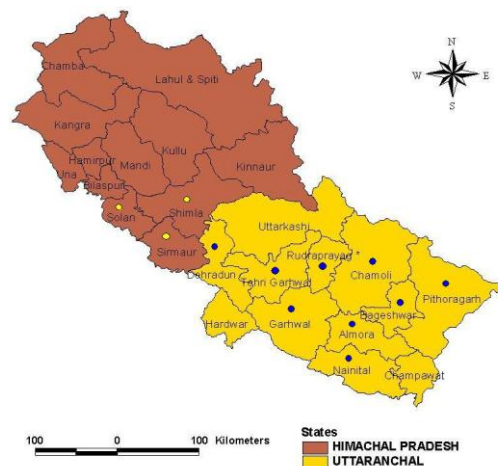 N
W E
S
Chamba
Lahul & Spiti
Kangra
Kullu
Hamirpur
Mandi
Kinnaur
Una
Bilaspur
Solan
Shimla
Sirmaur
Uttarkashi
Dehradun
Rudraprayag *
Tehri Garhwal
Chamoli
Pithoragarh
Bageshwar
Hardwar
Garhwal
Almora
Nainital
Champawat
100 0 100 Kilometers
States
HIMACHAL PRADESH
UTTARANCHAL